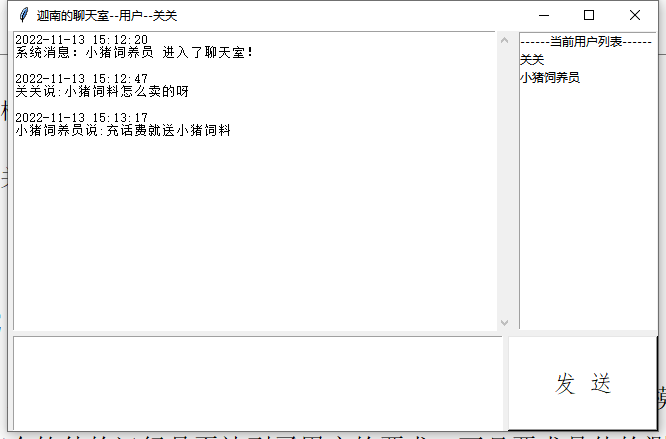 迦南的聊天室--用户--关关
2022-11-13 15:12:20
系统消息：小猪饲养员 进入了聊天室！
2022-11-13 15:12:47
关关说:小猪饲料怎么卖的呀
2022-11-13 15:13:17
小猪饲养员说:充话费就送小猪饲料
------当前用户列表------
关关
小猪饲养员
发 送